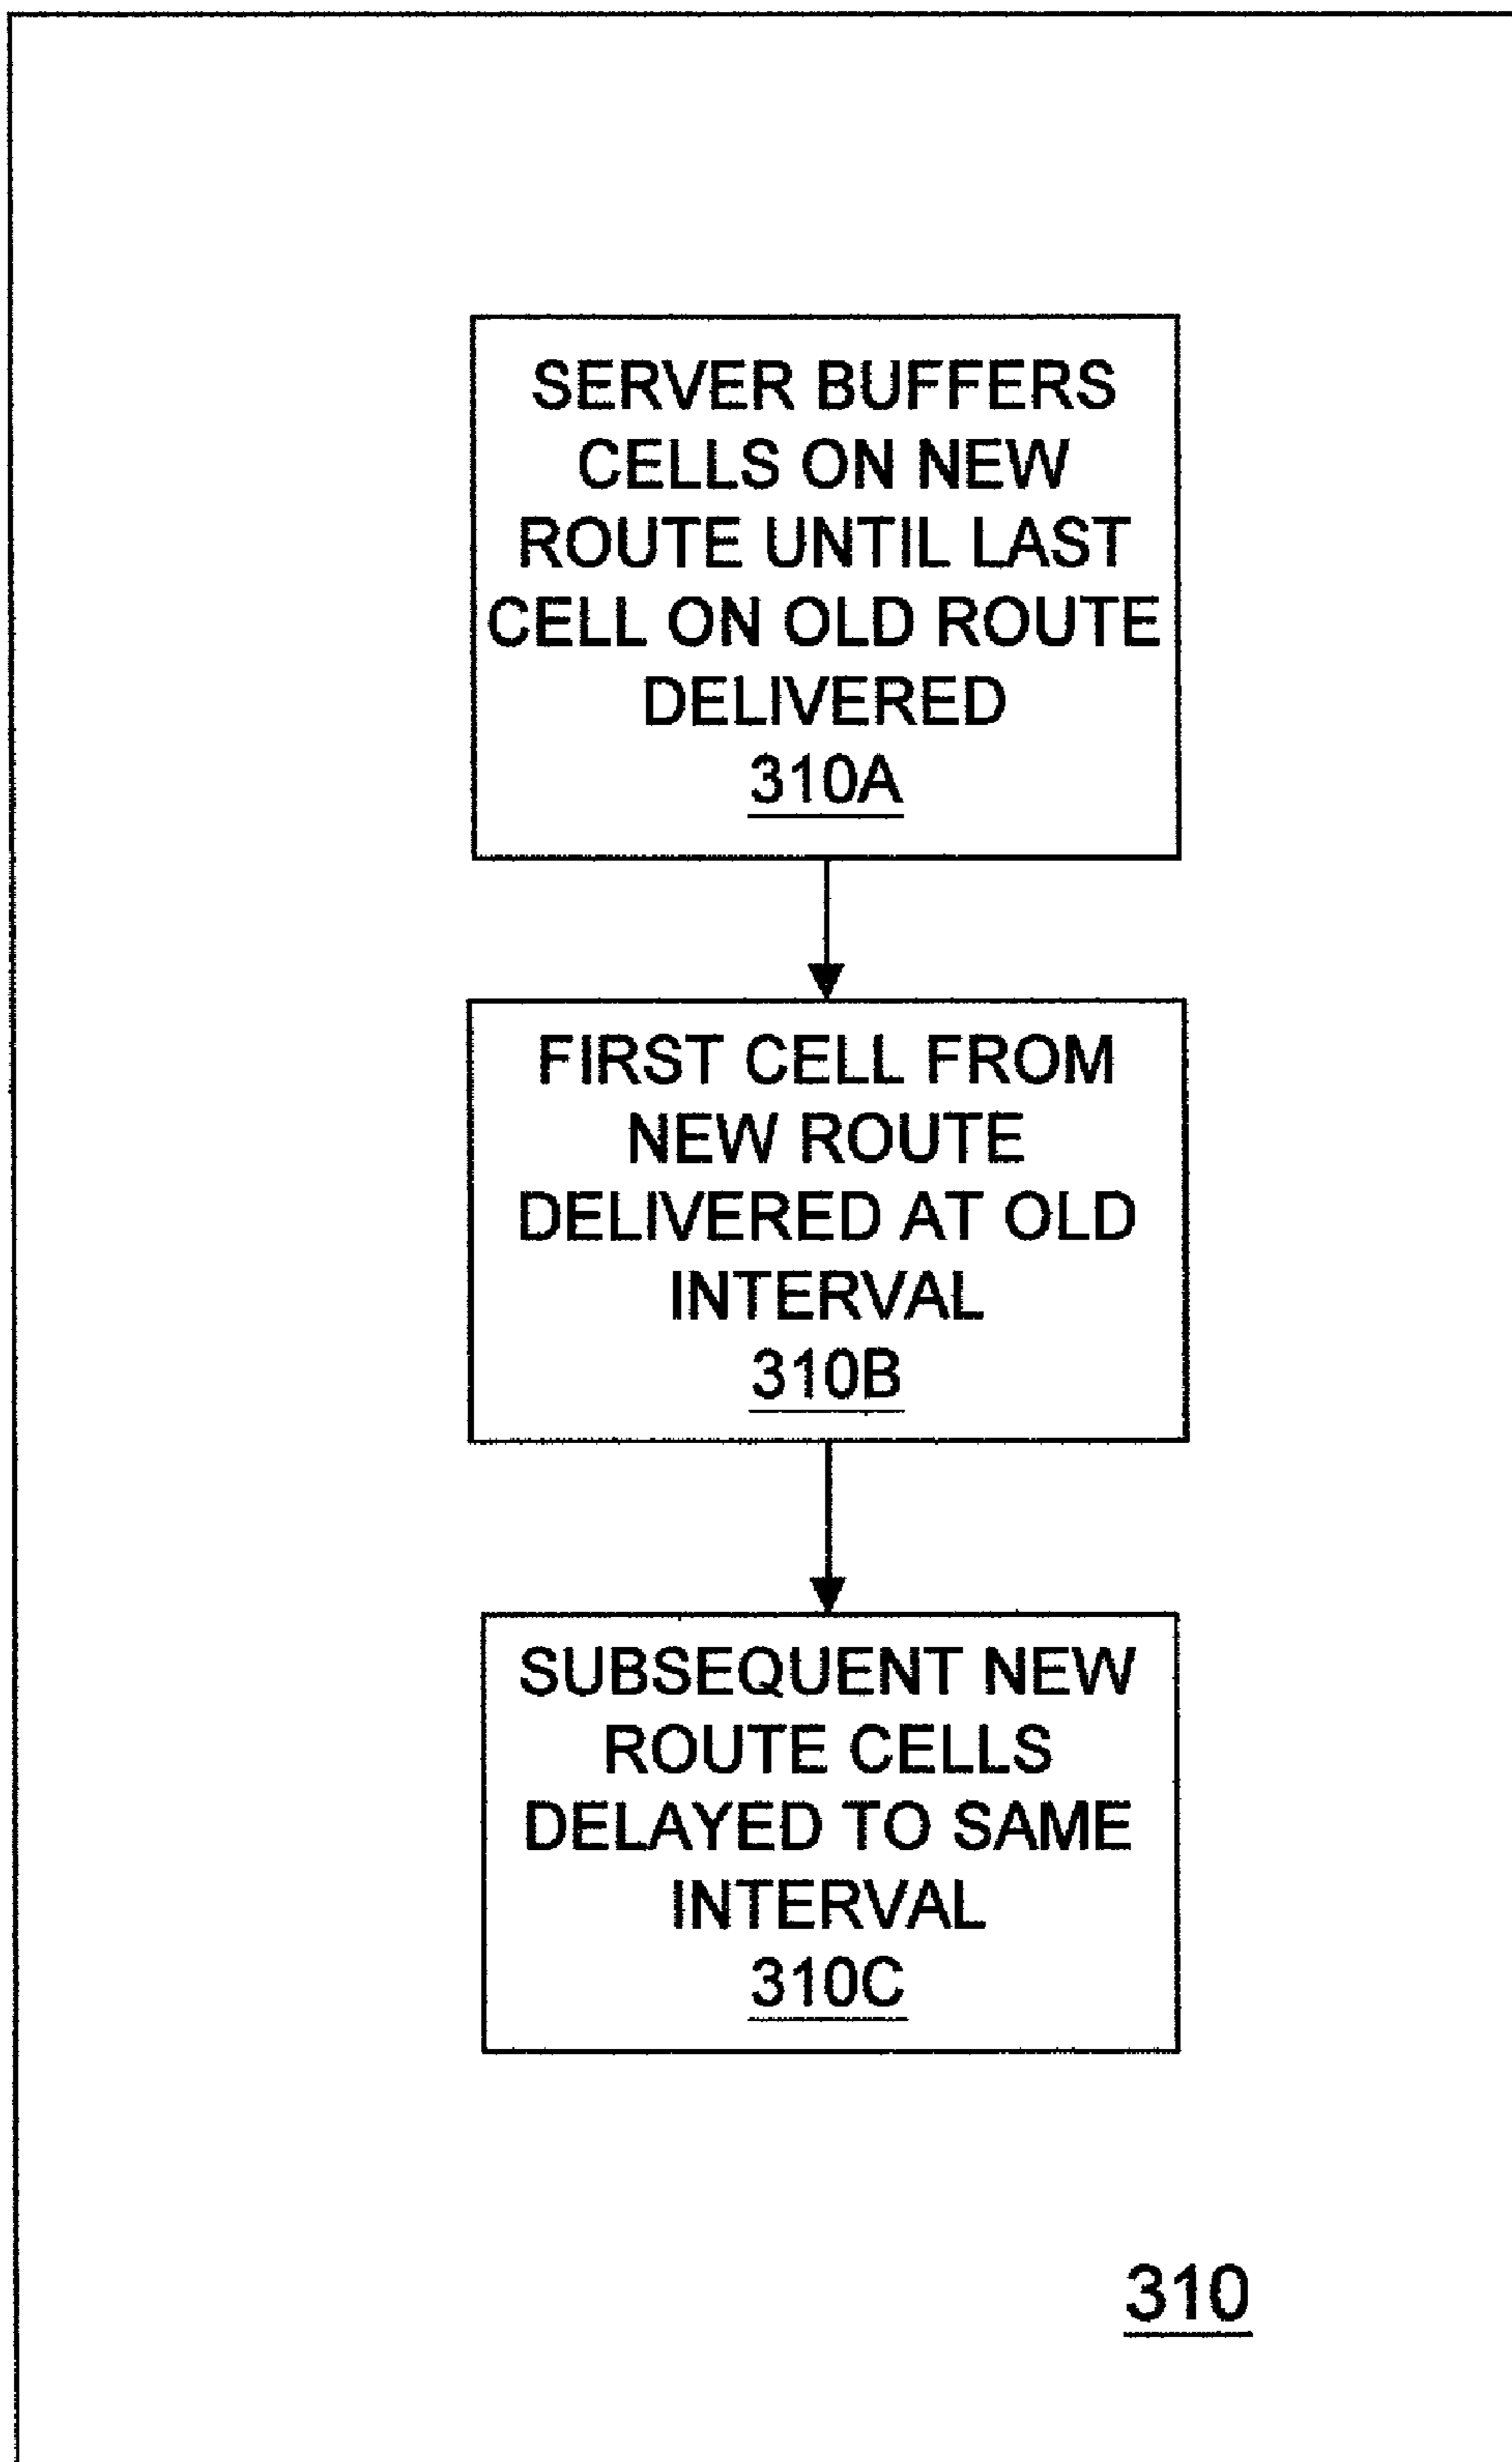 SERVER BUFFERS
CELLS ON NEW
ROUTE UNTIL LAST
CELL ON OLD ROUTE
DELIVERED
310A
FIRST CELL FROM
NEW ROUTE
DELIVERED AT OLD
INTERVAL
310B
SUBSEQUENT NEW
ROUTE CELLS
DELAYED TO SAME
INTERVAL
310C
310